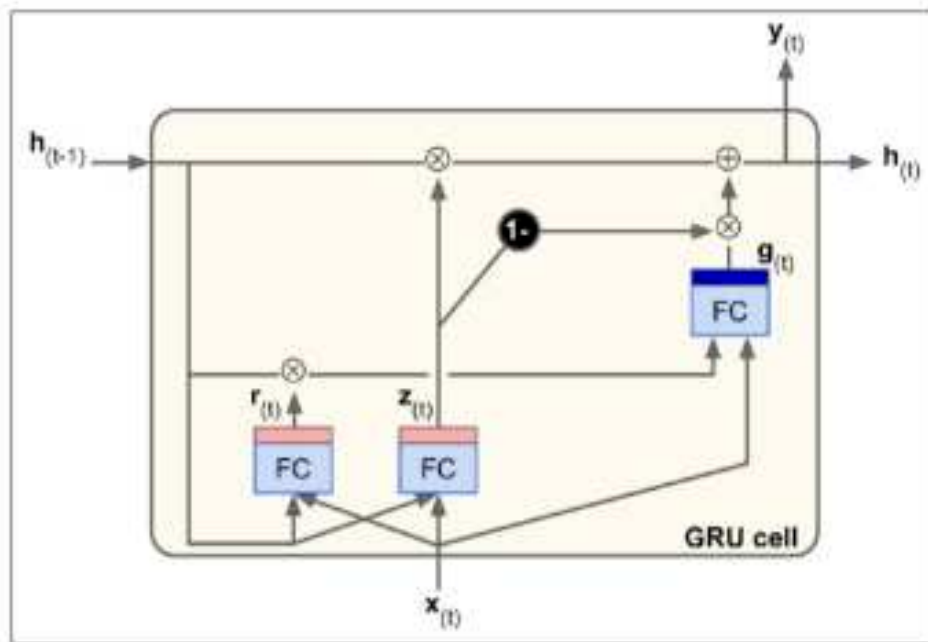 y(t)
h(t-1)
h(t)
1-
g(t)
FC
r(t)
z(t)
FC
FC
GRU cell
x(t)